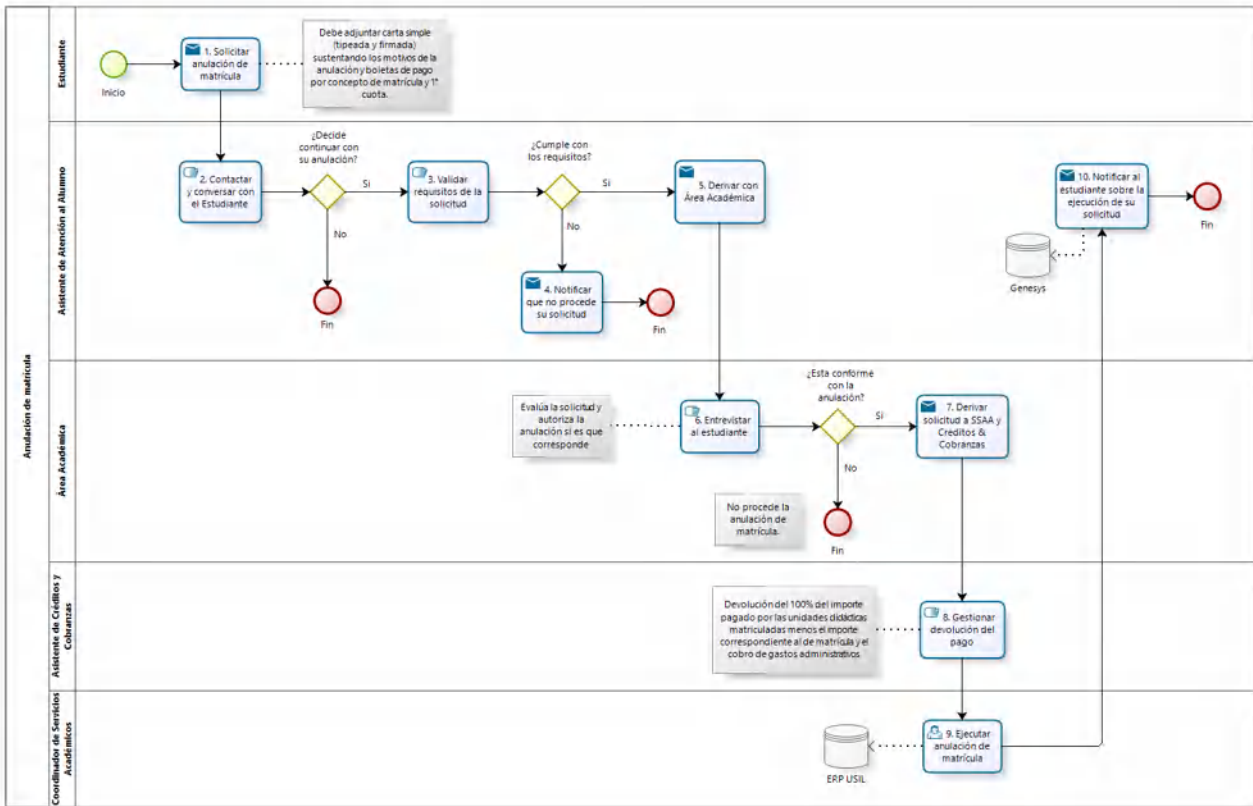 Anulación de matrícula
Estudiante
Inicio
1. Solicitar
anulación de
matrícula
Debe adjuntar carta simple
(tipeada y firmada)
sustentando los motivos de la
anulación y boletas de pago
por concepto de matrícula y 1°
cuota.
Asistente de Atención al Alumno
2. Contactar
y conversar con
el Estudiante
¿Decide
continuar con
su anulación?
Si
No
Fin
3. Validar
requisitos de la
solicitud
¿Cumple con
los requisitos?
Si
No
4. Notificar
que no procede
su solicitud
Fin
5. Derivar con
Área Académica
10. Notificar al
estudiante sobre la
ejecución de su
solicitud
Fin
Genesys
Área Académica
Evalúa la solicitud y
autoriza la
anulación si es que
corresponde
6. Entrevistar
al estudiante
¿Esta conforme
con la
anulación?
Si
No
No procede la
anulación de
matrícula.
Fin
7. Derivar
solicitud a SSAA y
Creditos &
Cobranzas
Asistente de Créditos y
Cobranzas
Devolución del 100% del importe
pagado por las unidades didácticas
matriculadas menos el importe
correspondiente al de matrícula y el
cobro de gastos administrativos
8. Gestionar
devolución del
pago
Coordinador de Servicios
Académicos
ERP USIL
9. Ejecutar
anulación de
matrícula